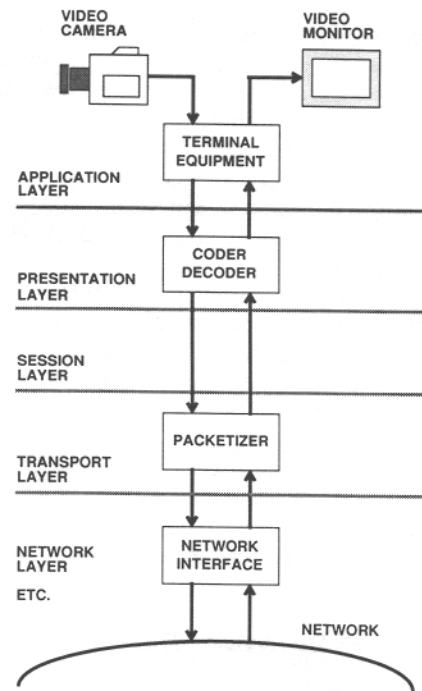 VIDEO
CAMERA
VIDEO
MONITOR
TERMINAL
EQUIPMENT
APPLICATION
LAYER
CODER
DECODER
PRESENTATION
LAYER
SESSION
LAYER
PACKETIZER
TRANSPORT
LAYER
NETWORK
INTERFACE
NETWORK
LAYER
ETC.
NETWORK